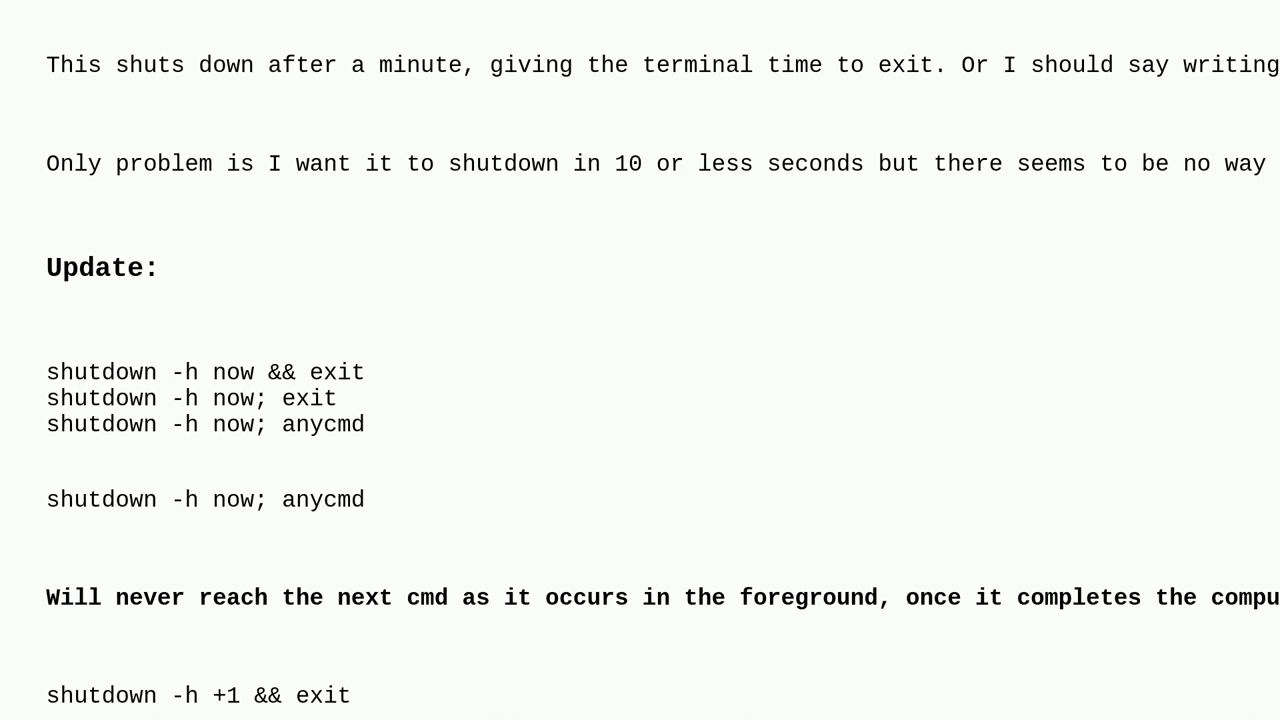 This shuts down after a minute, giving the terminal time to exit. Or I should say writing
Only problem is I want it to shutdown in 10 or less seconds but there seems to be no way
Update:
shutdown -h now && exit
shutdown -h now; exit
shutdown -h now; anycmd
shutdown -h now; anycmd
Will never reach the next cmd as it occurs in the foreground, once it completes the compu
shutdown -h +1 && exit